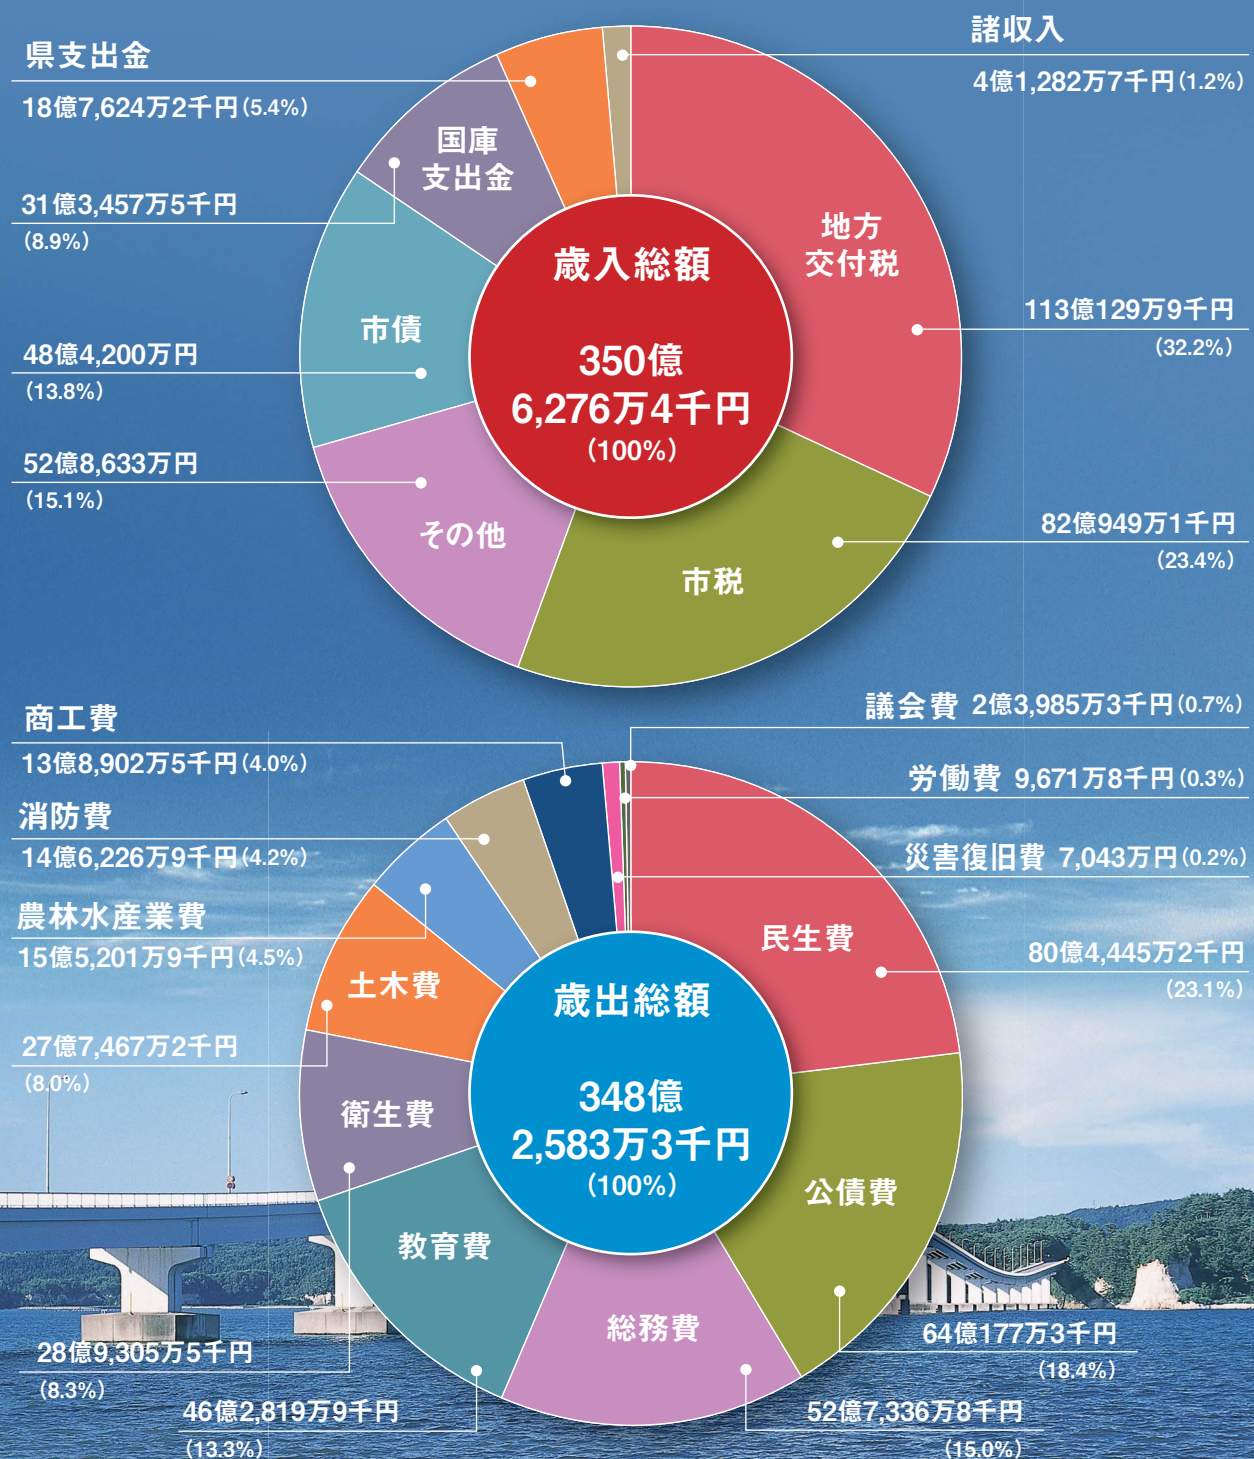 県支出金
18億7,624万2千円(5.4%)
諸収入
4億1,282万7千円(1.2%)
国庫
支出金
31億3,457万5千円
(8.9%)
地方
交付税
113億129万9千円
(32.2%)
歳入総額
350億
6,276万4千円
(100%)
市債
48億4,200万円
(13.8%)
52億8,633万円
(15.1%)
その他
市税
82億949万1千円
(23.4%)
商工費
13億8,902万5千円(4.0%)
議会費 2億3,985万3千円(0.7%)
労働費 9,671万8千円(0.3%)
災害復旧費 7,043万円(0.2%)
消防費
14億6,226万9千円(4.2%)
農林水産業費
15億5,201万9千円(4.5%)
民生費
80億4,445万2千円
(23.1%)
土木費
27億7,467万2千円
(8.0%)
歳出総額
348億
2,583万3千円
(100%)
衛生費
公債費
教育費
総務費
64億177万3千円
(18.4%)
28億9,305万5千円
(8.3%)
46億2,819万9千円
(13.3%)
52億7,336万8千円
(15.0%)